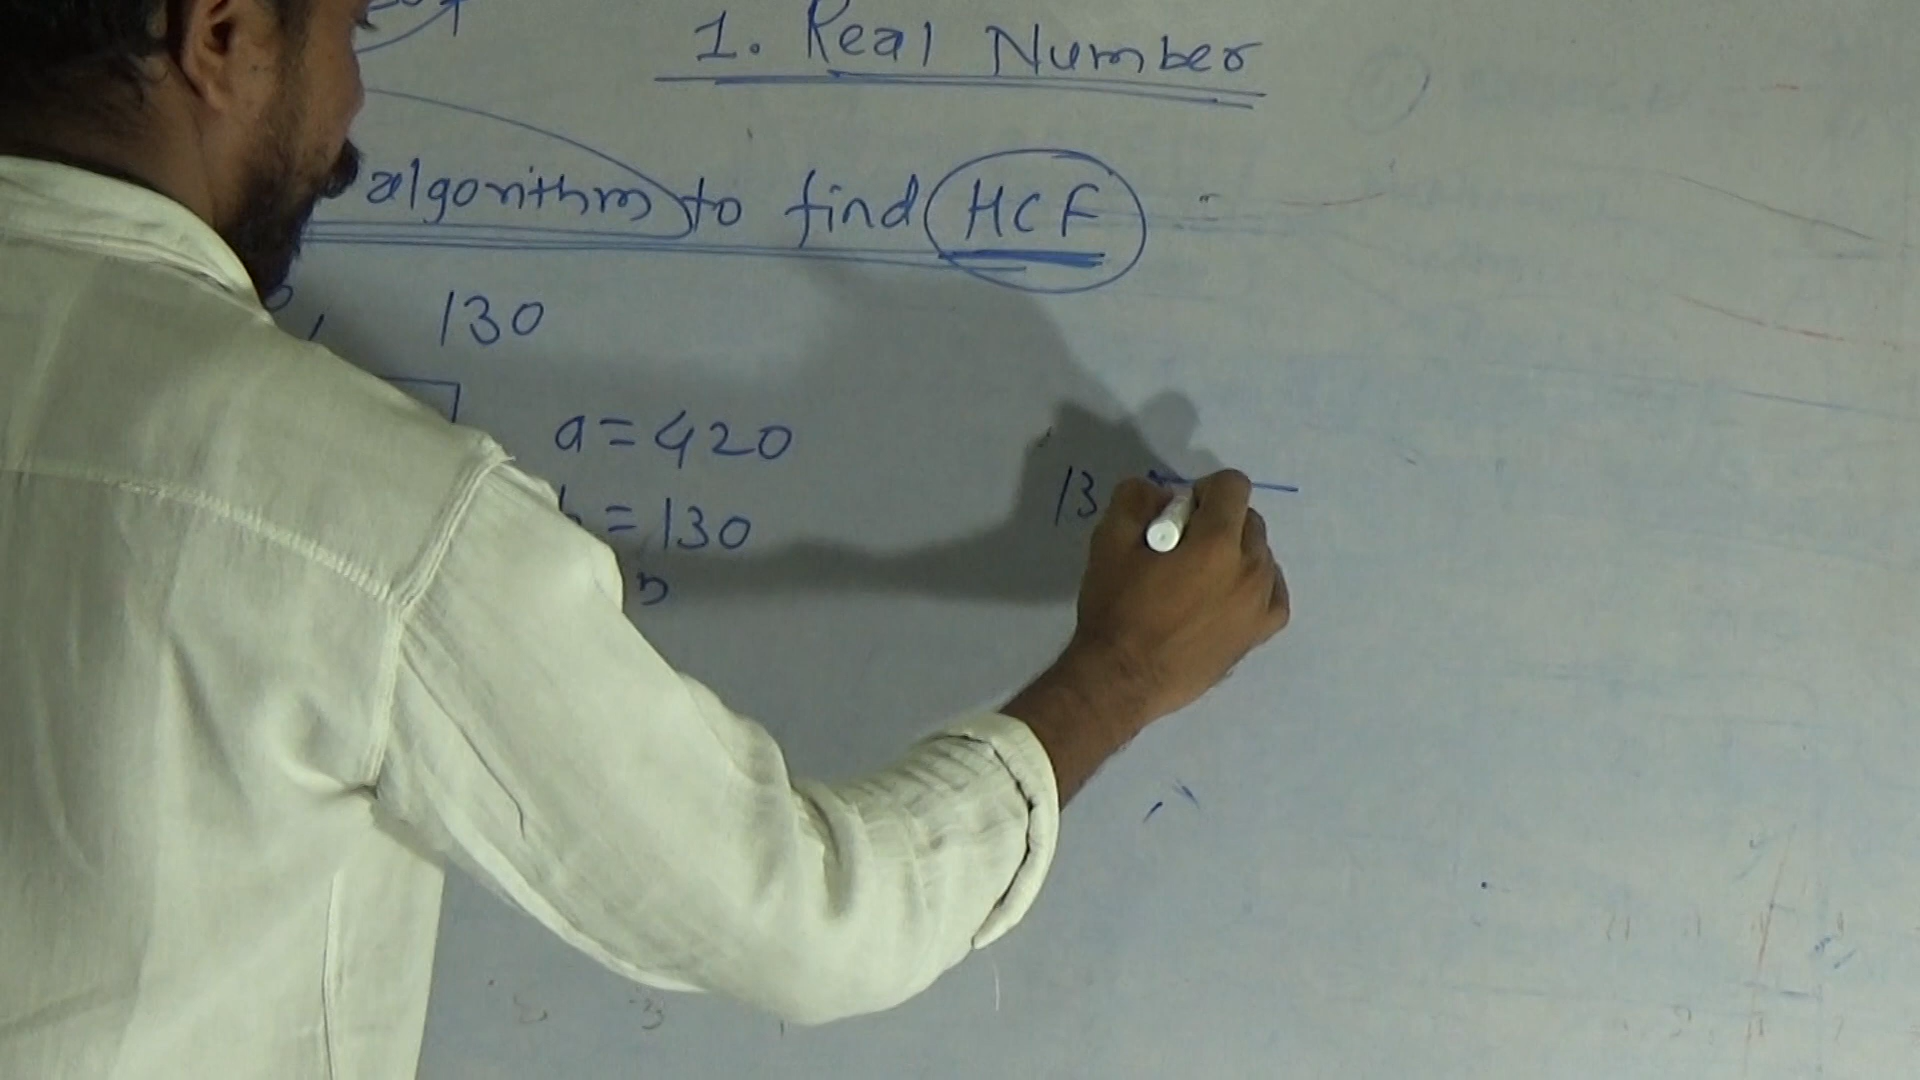 1. Real Number
algorithm to find HCF :
, 130
a = 420
= 130
13